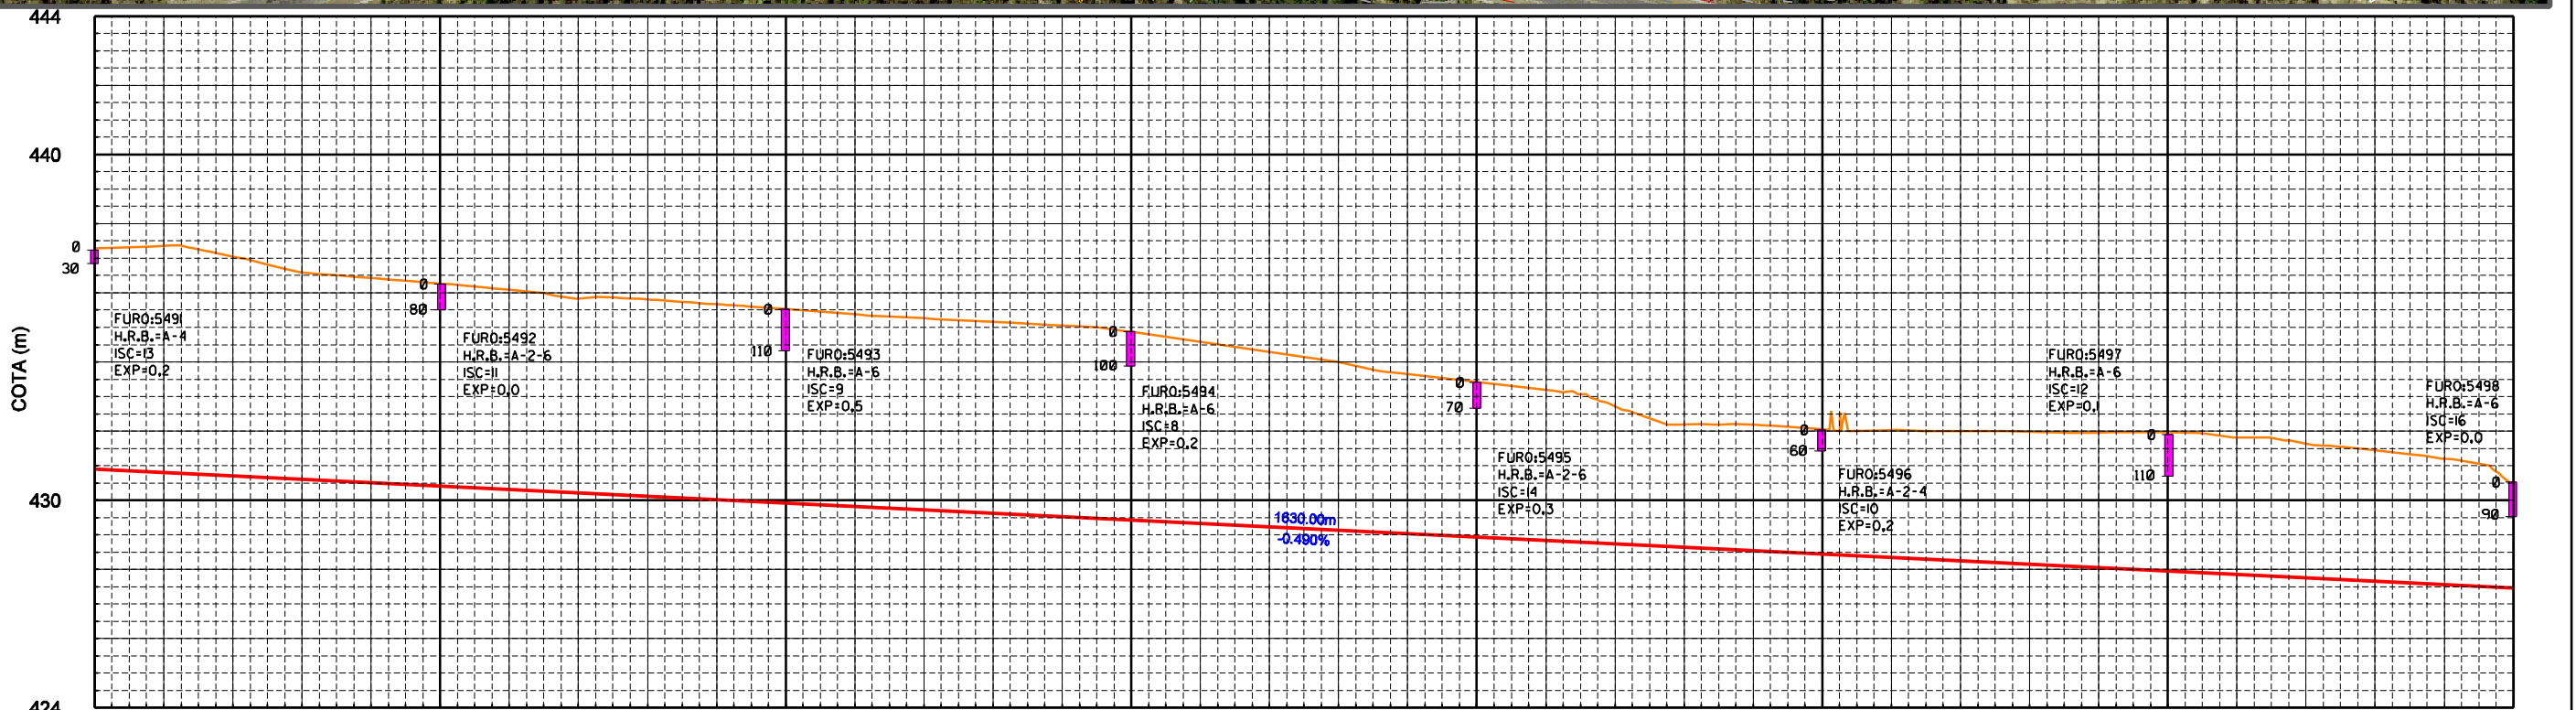 444
440
COTA (m)
430
424
0
30
FURO:5491
H.R.B.=A-4
ISC=13
EXP=0.2
0
80
FURO:5492
H.R.B.=A-2-6
ISC=11
EXP=0.0
0
110
FURO:5493
H.R.B.=A-6
ISC=9
EXP=0.5
0
100
FURO:5494
H.R.B.=A-6
ISC=8
EXP=0.2
1630.00m
-0.490%
0
70
FURO:5495
H.R.B.=A-2-6
ISC=14
EXP=0.3
0
60
FURO:5496
H.R.B.=A-2-4
ISC=10
EXP=0.2
FURO:5497
H.R.B.=A-6
ISC=12
EXP=0.1
0
110
FURO:5498
H.R.B.=A-6
ISC=16
EXP=0.0
0
90